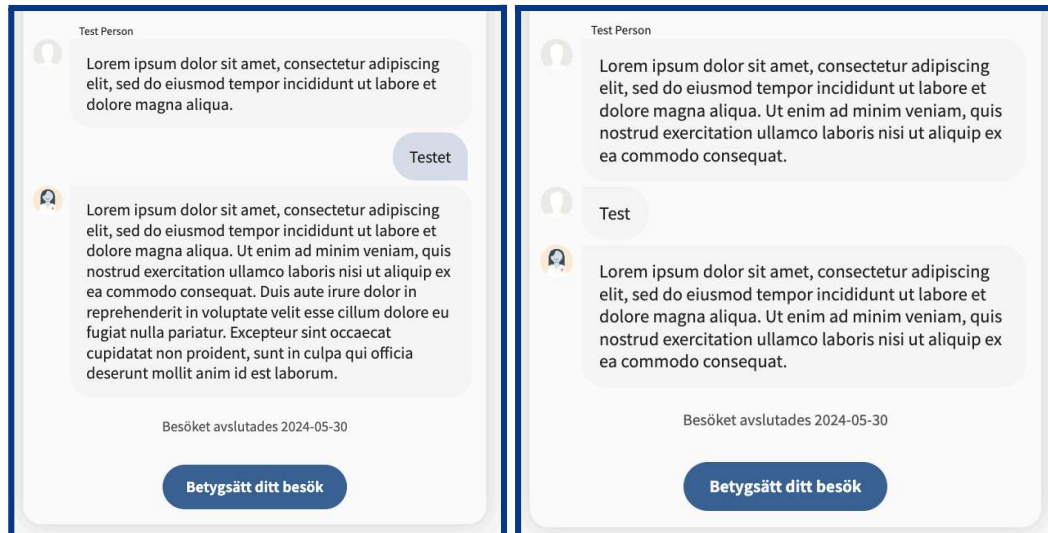 Test Person
Lorem ipsum dolor sit amet, consectetur adipiscing
elit, sed do eiusmod tempor incididunt ut labore et
dolore magna aliqua.
Testet
Lorem ipsum dolor sit amet, consectetur adipiscing
elit, sed do eiusmod tempor incididunt ut labore et
dolore magna aliqua. Ut enim ad minim veniam, quis
nostrud exercitation ullamco laboris nisi ut aliquip ex
ea commodo consequat. Duis aute irure dolor in
reprehenderit in voluptate velit esse cillum dolore eu
fugiat nulla pariatur. Excepteur sint occaecat
cupidatat non proident, sunt in culpa qui officia
deserunt mollit anim id est laborum.
Besöket avslutades 2024-05-30
Betygsätt ditt besök
Test Person
Lorem ipsum dolor sit amet, consectetur adipiscing
elit, sed do eiusmod tempor incididunt ut labore et
dolore magna aliqua. Ut enim ad minim veniam, quis
nostrud exercitation ullamco laboris nisi ut aliquip ex
ea commodo consequat.
Test
Lorem ipsum dolor sit amet, consectetur adipiscing
elit, sed do eiusmod tempor incididunt ut labore et
dolore magna aliqua. Ut enim ad minim veniam, quis
nostrud exercitation ullamco laboris nisi ut aliquip ex
ea commodo consequat.
Besöket avslutades 2024-05-30
Betygsätt ditt besök